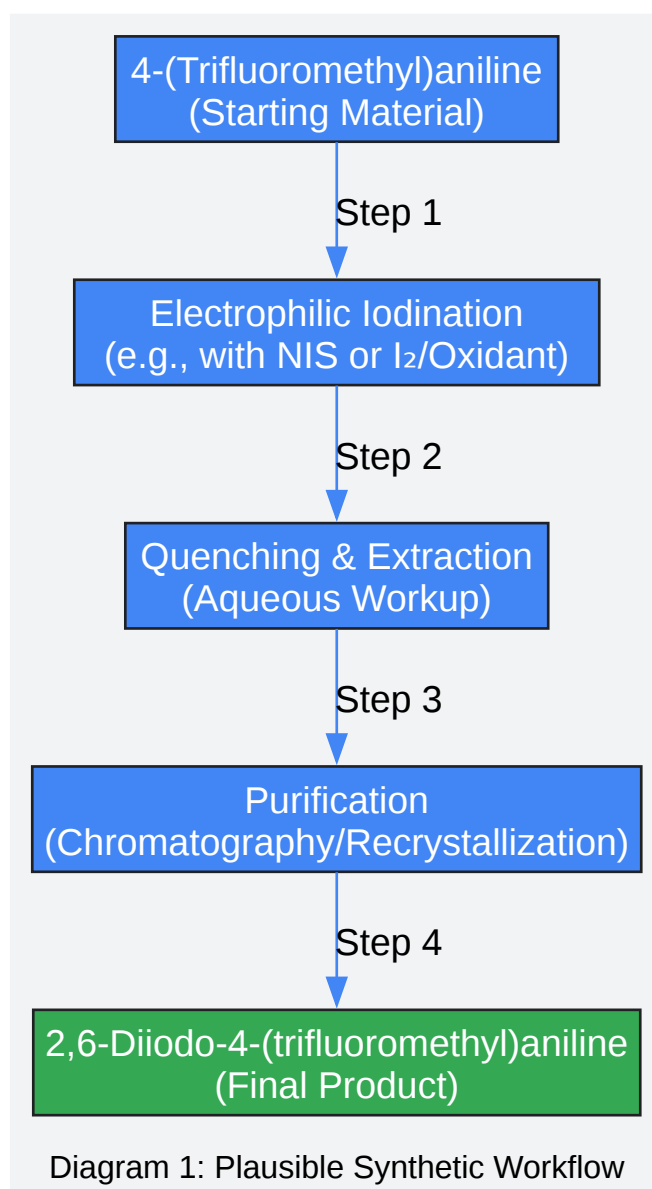 4-(Trifluoromethyl)aniline
(Starting Material)
Step 1
Electrophilic Iodination
(e.g., with NIS or I₂/Oxidant)
Step 2
Quenching & Extraction
(Aqueous Workup)
Step 3
Purification
(Chromatography/Recrystallization)
Step 4
2,6-Diiodo-4-(trifluoromethyl)aniline
(Final Product)
Diagram 1: Plausible Synthetic Workflow